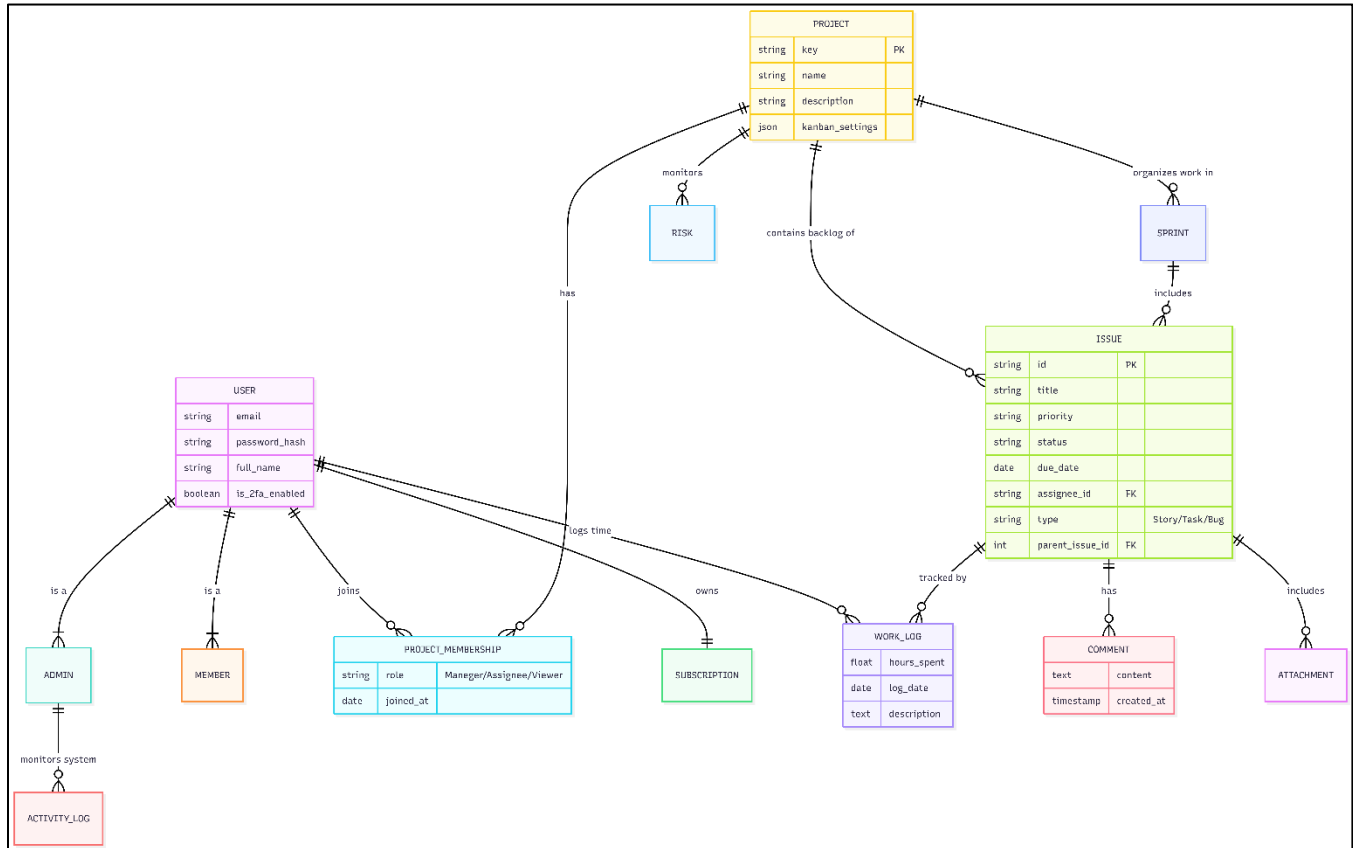 PROJECT
string key PK
string name
string description
json kanban_settings
monitors
organizes work in
RISK
contains backlog of
SPRINT
has
includes
ISSUE
string id PK
string title
string priority
string status
date due_date
string assignee_id FK
string type Story/Task/Bug
int parent_issue_id FK
USER
string email
string password_hash
string full_name
boolean is_2fa_enabled
logs time
tracked by
is a
is a
joins
owns
has
includes
ADMIN
MEMBER
PROJECT_MEMBERSHIP
string role Maneger/Assignee/Viewer
date joined_at
SUBSCRIPTION
WORK_LOG
float hours_spent
date log_date
text description
COMMENT
text content
timestamp created_at
ATTACHMENT
monitors system
ACTIVITY_LOG